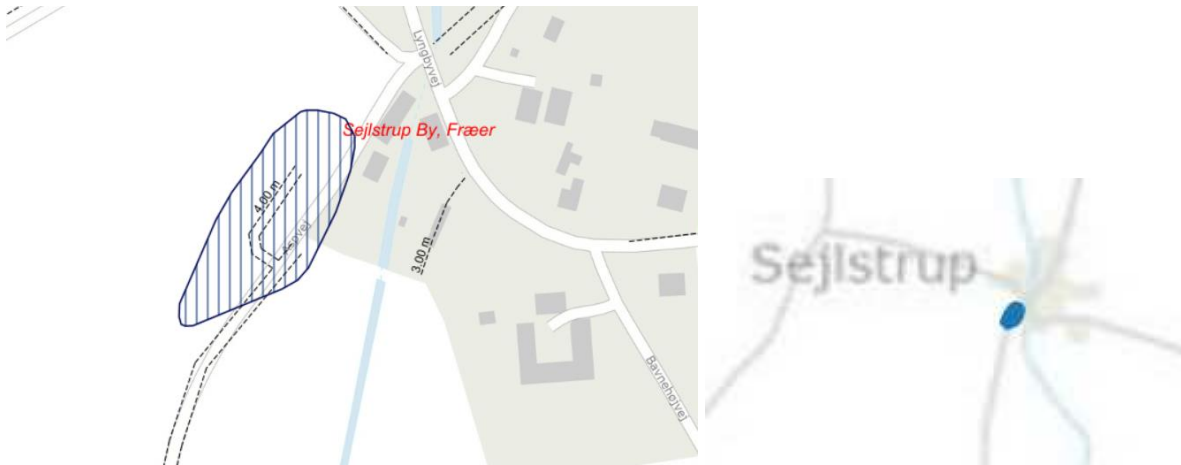 Lyngbyvej
Sejlstrup By, Fræer
4.00 m
3.00 m
Bavnehøjvej
Sejlstrup